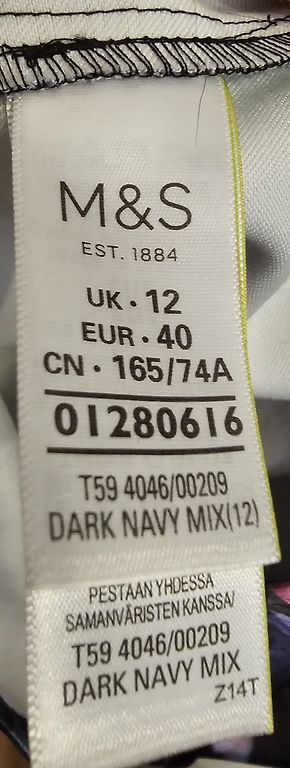 M&S
EST. 1884
UK · 12
EUR · 40
CN · 165/74A
01280616
T59 4046/00209
DARK NAVY MIX(12)
PESTAAN YHDESSA
SAMANVÄRISTEN KANSSA/
T59 4046/00209
DARK NAVY MIX
Z14T